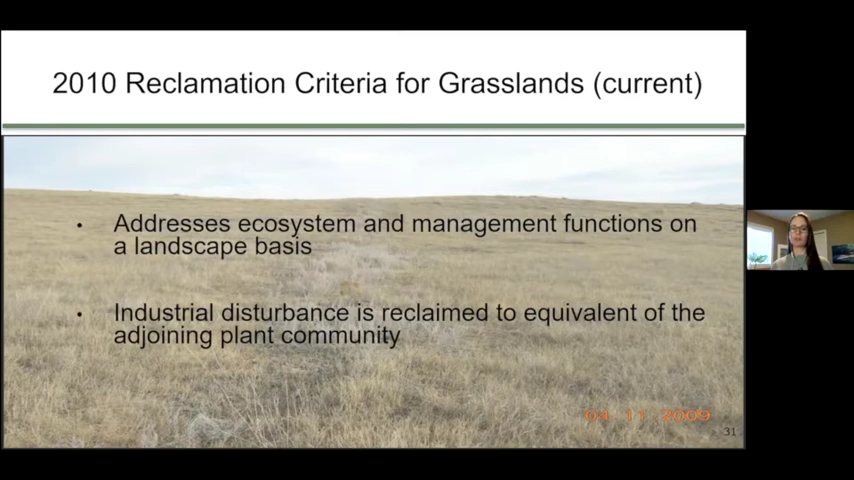 2010 Reclamation Criteria for Grasslands (current)
• Addresses ecosystem and management functions on
a landscape basis
• Industrial disturbance is reclaimed to equivalent of the
adjoining plant community
04 11 2009
31